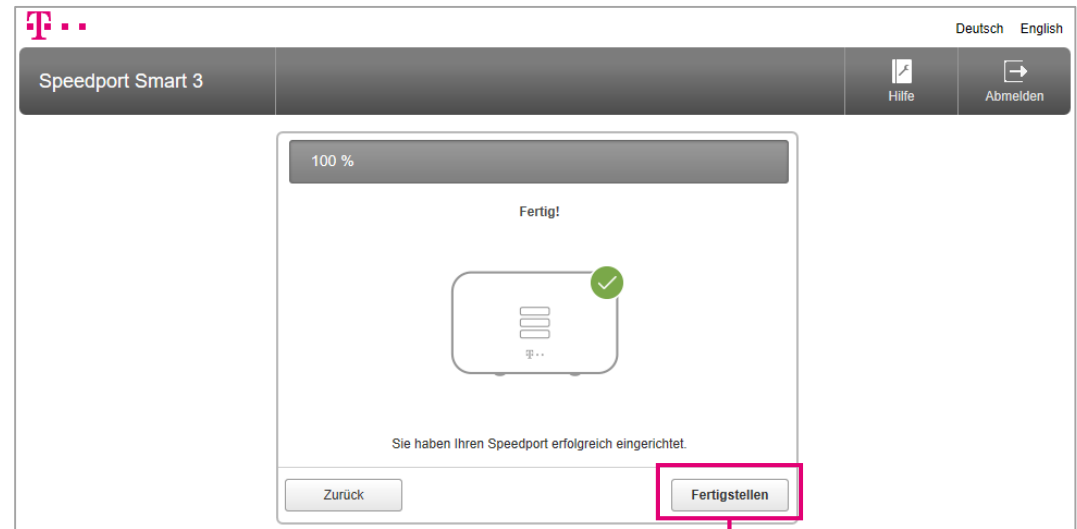 T
Deutsch English
Speedport Smart 3
Hilfe
Abmelden
100 %
Fertig!
T
Sie haben Ihren Speedport erfolgreich eingerichtet.
Zurück
Fertigstellen